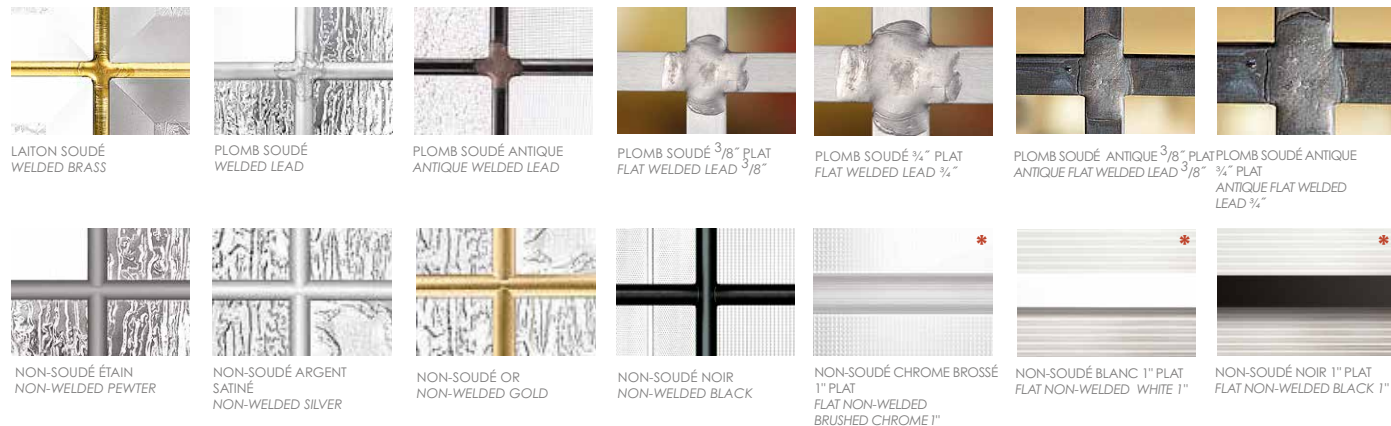 LAITON SOUDÉ
WELDED BRASS
PLOMB SOUDÉ
WELDED LEAD
PLOMB SOUDÉ ANTIQUE
ANTIQUE WELDED LEAD
PLOMB SOUDÉ 3/8˝ PLAT
FLAT WELDED LEAD 3/8˝
PLOMB SOUDÉ ¾˝ PLAT
FLAT WELDED LEAD ¾˝
PLOMB SOUDÉ ANTIQUE 3/8˝ PLAT
ANTIQUE FLAT WELDED LEAD 3/8˝
PLOMB SOUDÉ ANTIQUE
¾˝ PLAT
ANTIQUE FLAT WELDED
LEAD ¾˝
*
*
*
NON-SOUDÉ ÉTAIN
NON-WELDED PEWTER
NON-SOUDÉ ARGENT
SATINÉ
NON-WELDED SILVER
NON-SOUDÉ OR
NON-WELDED GOLD
NON-SOUDÉ NOIR
NON-WELDED BLACK
NON-SOUDÉ CHROME BROSSÉ
1" PLAT
FLAT NON-WELDED
BRUSHED CHROME 1"
NON-SOUDÉ BLANC 1" PLAT
FLAT NON-WELDED WHITE 1"
NON-SOUDÉ NOIR 1" PLAT
FLAT NON-WELDED BLACK 1"